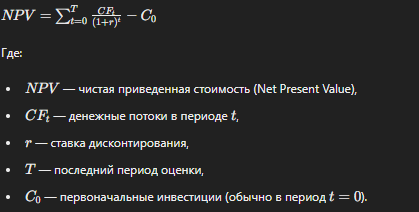 NPV = ∑_{t=0}^{T} \frac{CF_t}{(1+r)^t} − C_0
Где:
• NPV — чистая приведенная стоимость (Net Present Value),
• CF_t — денежные потоки в периоде t,
• r — ставка дисконтирования,
• T — последний период оценки,
• C_0 — первоначальные инвестиции (обычно в период t = 0).